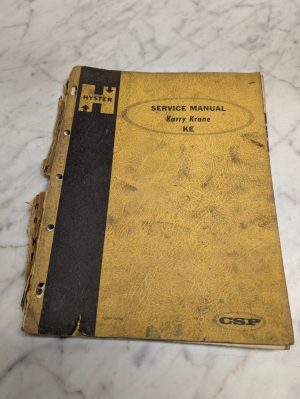 HYSTER
SERVICE MANUAL
Karry Krane
KE
CSP